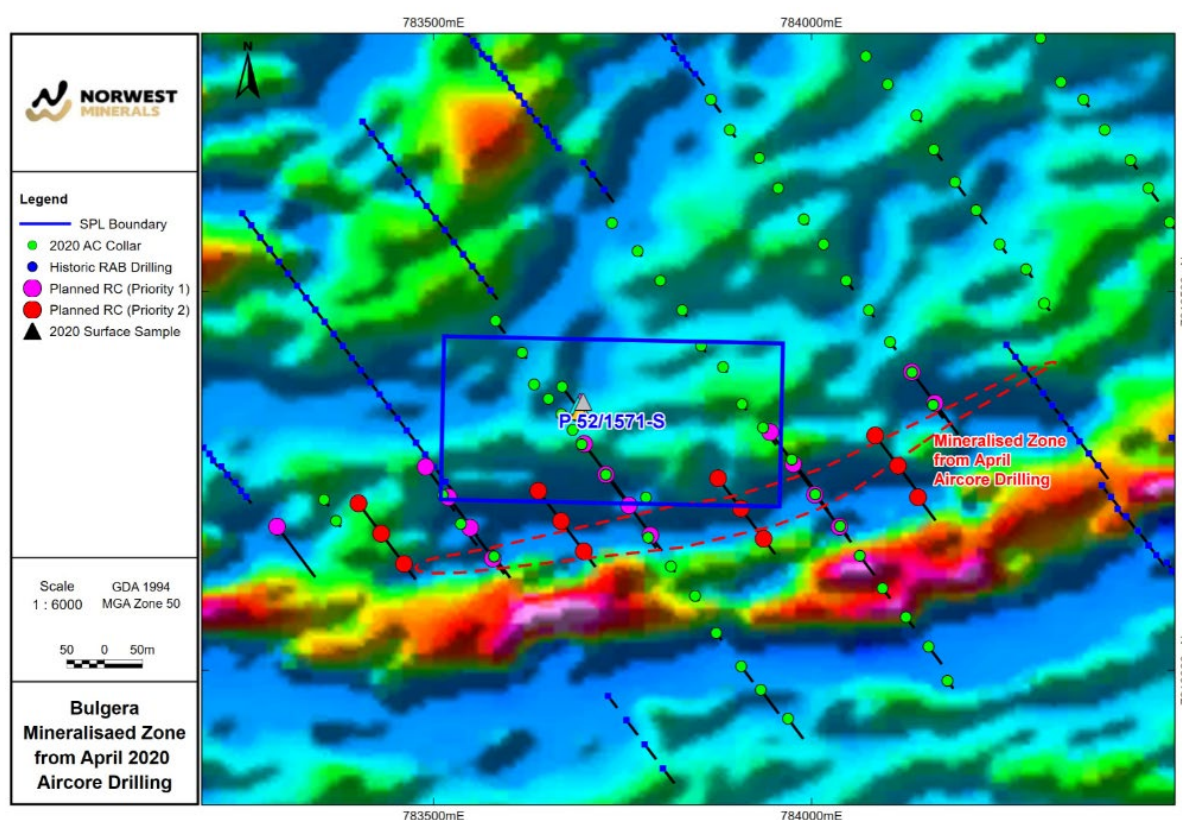 783500mE
784000mE
NORWEST
MINERALS
N
Legend
SPL Boundary
2020 AC Collar
Historic RAB Drilling
Planned RC (Priority 1)
Planned RC (Priority 2)
2020 Surface Sample
Scale
1 : 6000
GDA 1994
MGA Zone 50
50
0
50m
Bulgera
Mineralisaed Zone
from April 2020
Aircore Drilling
P-52/1571-S
Mineralised Zone
from April
Aircore Drilling
783500mE
784000mE